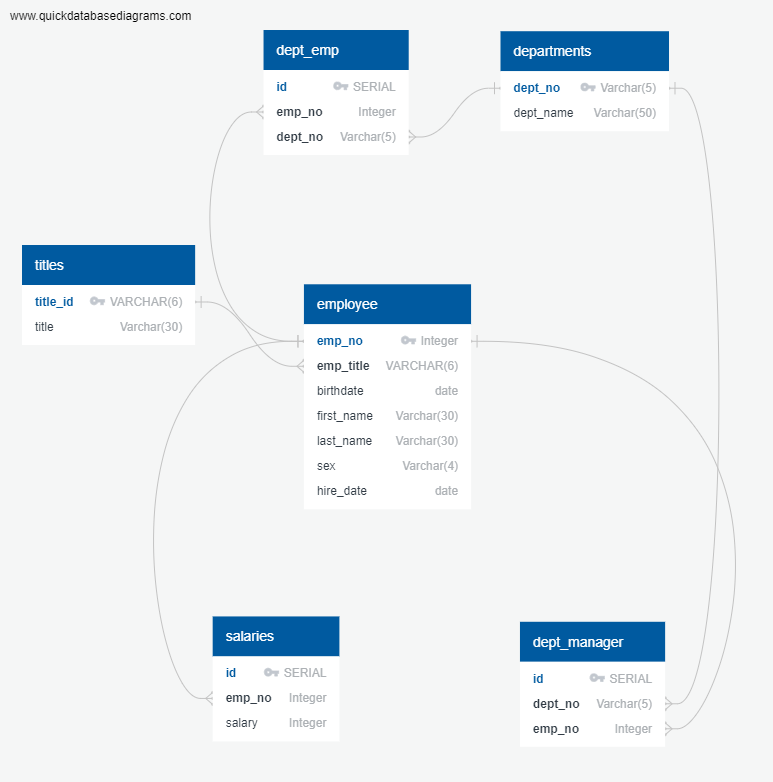 www.quickdatabasediagrams.com
dept_emp
id SERIAL
emp_no Integer
dept_no Varchar(5)
departments
dept_no Varchar(5)
dept_name Varchar(50)
titles
title_id VARCHAR(6)
title Varchar(30)
employee
emp_no Integer
emp_title VARCHAR(6)
birthdate date
first_name Varchar(30)
last_name Varchar(30)
sex Varchar(4)
hire_date date
salaries
id SERIAL
emp_no Integer
salary Integer
dept_manager
id SERIAL
dept_no Varchar(5)
emp_no Integer